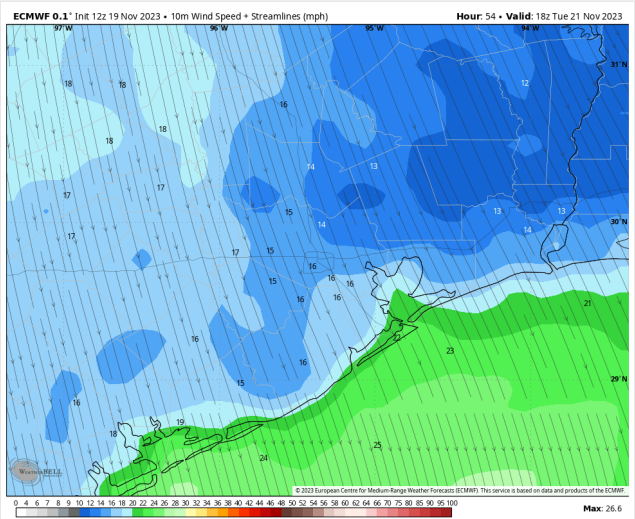 ECMWF 0.1° Init 12z 19 Nov 2023 • 10m Wind Speed + Streamlines (mph)
Hour: 54 • Valid: 18z Tue 21 Nov 2023
97°W 96°W 95°W 94°W
31°N
18 18 12
16
18 18
14 13
17 17
15 13 13
30°N
14 14
17
17 15
16
16 16
15
16 16
21
22
16 23
16
29°N
15
16
19
18
25
24
WEATHERBELL
© 2023 European Centre for Medium-Range Weather Forecasts (ECMWF). This service is based on data and products of the ECMWF.
0 4 6 8 9 10 12 14 16 18 20 22 24 26 28 30 32 34 36 38 40 42 44 46 48 50 52 54 56 58 60 65 70 75 80 85 90 95 100
Max: 26.6